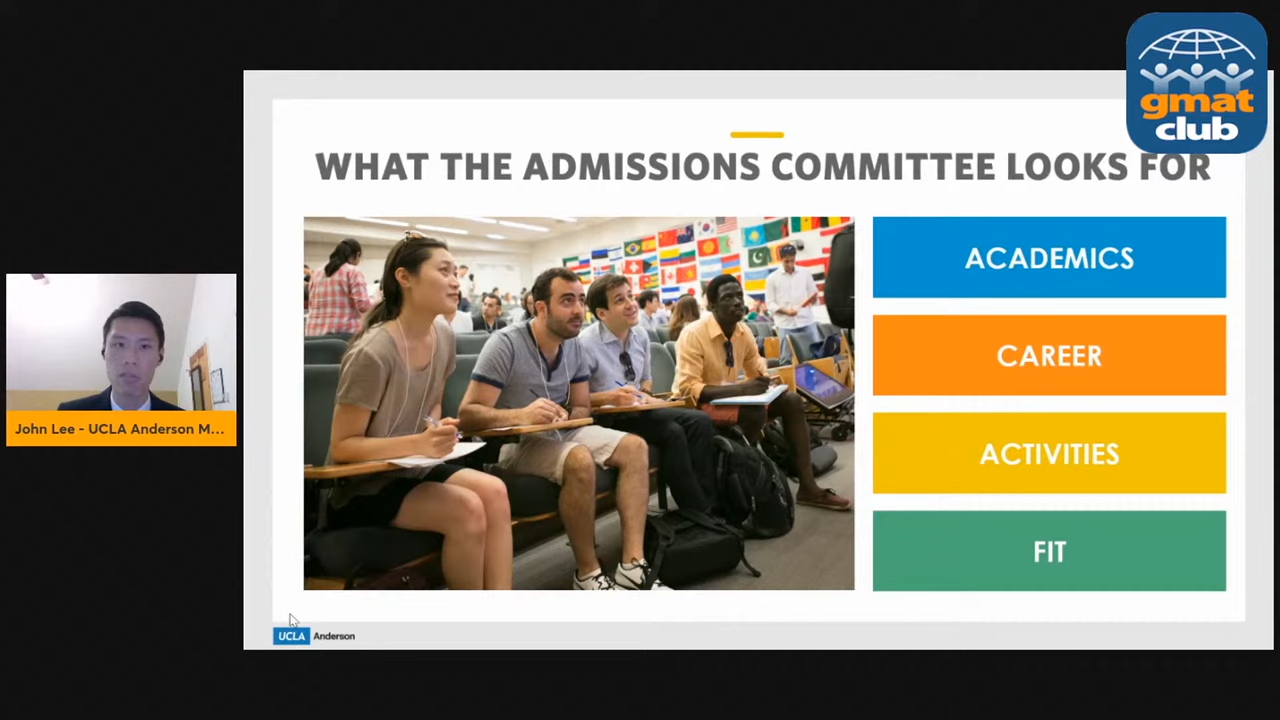 gmat
club
WHAT THE ADMISSIONS COMMITTEE LOOKS FOR
ACADEMICS
CAREER
ACTIVITIES
FIT
John Lee - UCLA Anderson M...
UCLA Anderson